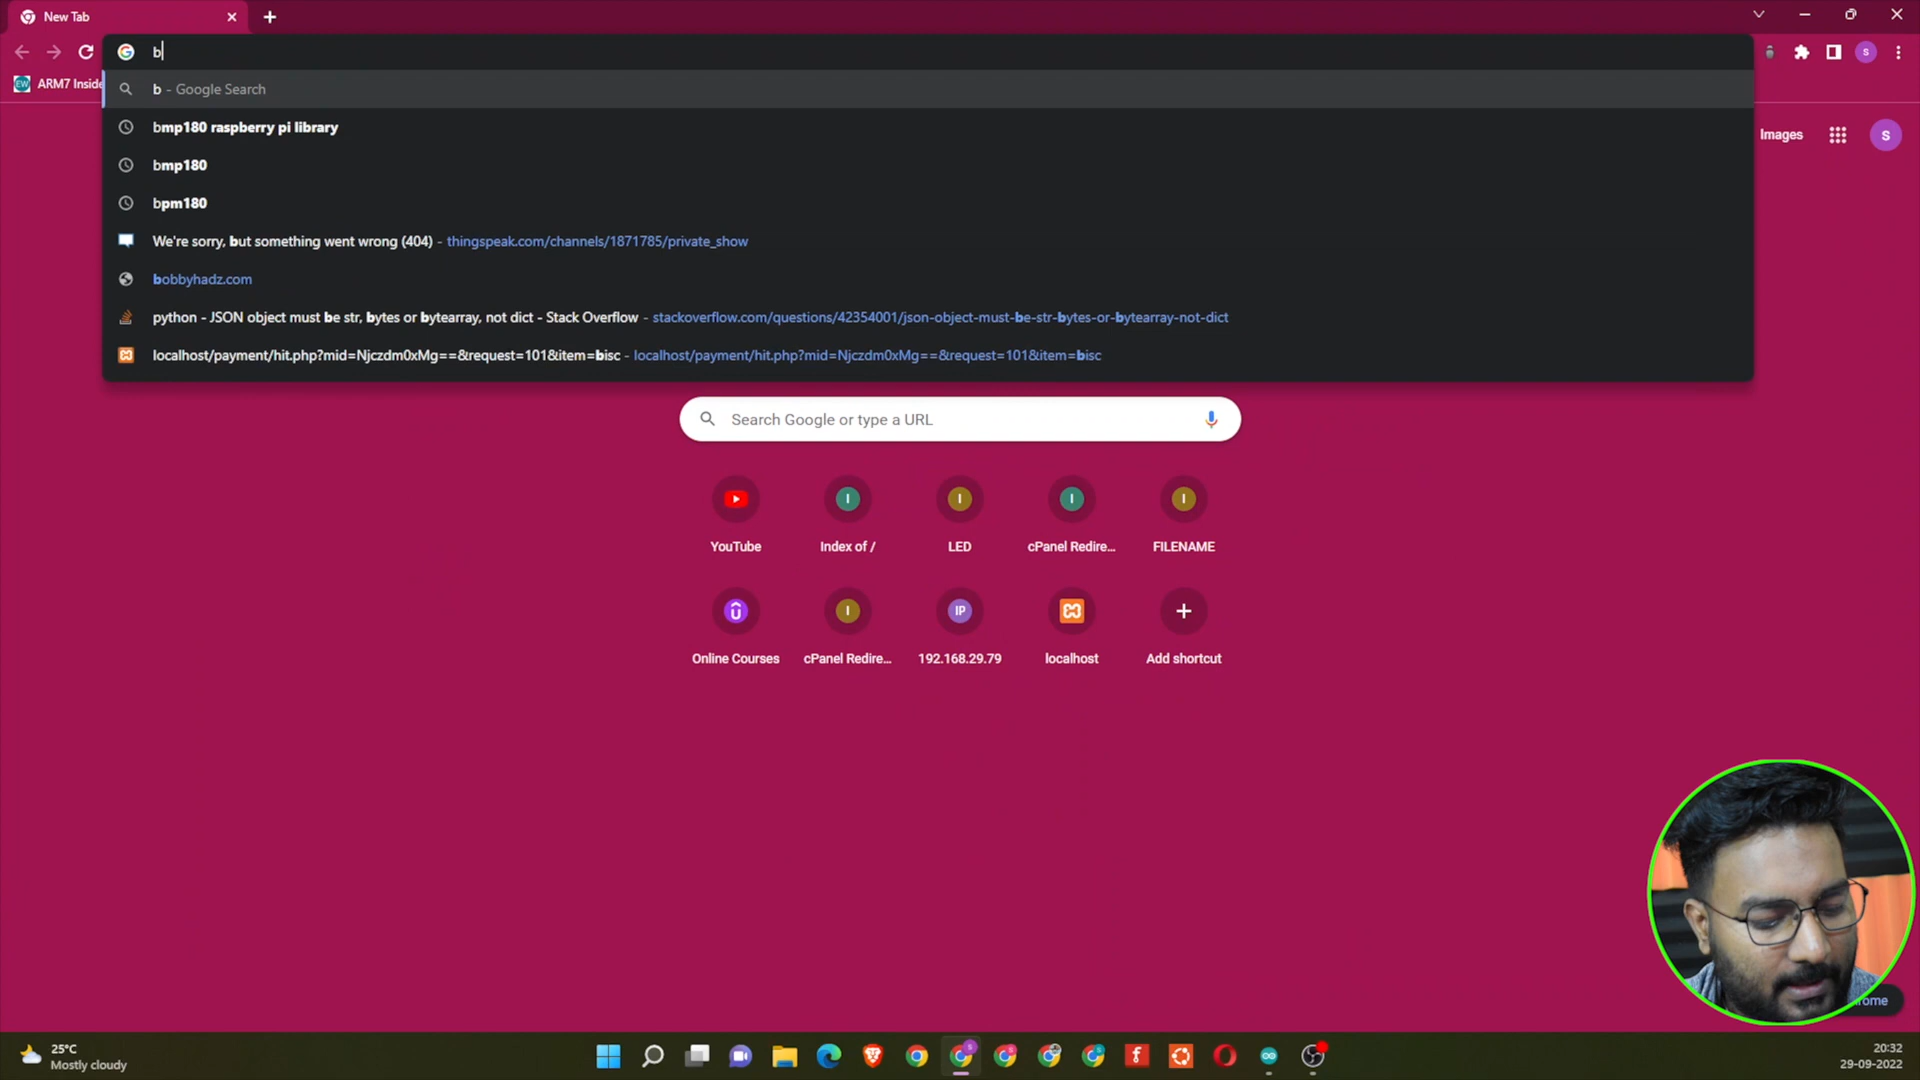 New Tab
b
ARM7 Inside
b - Google Search
bmp180 raspberry pi library
bmp180
bpm180
We're sorry, but something went wrong (404) - thingspeak.com/channels/1871785/private_show
bobbyhadz.com
python - JSON object must be str, bytes or bytearray, not dict - Stack Overflow - stackoverflow.com/questions/42354001/json-object-must-be-str-bytes-or-bytearray-not-dict
localhost/payment/hit.php?mid=Njczdm0xMg==&request=101&item=bisc - localhost/payment/hit.php?mid=Njczdm0xMg==&request=101&item=bisc
Images
S
S
Search Google or type a URL
YouTube
I
Index of /
I
LED
I
cPanel Redire...
I
FILENAME
Online Courses
I
cPanel Redire...
IP
192.168.29.79
localhost
Add shortcut
25°C
Mostly cloudy
20:32
29-09-2022